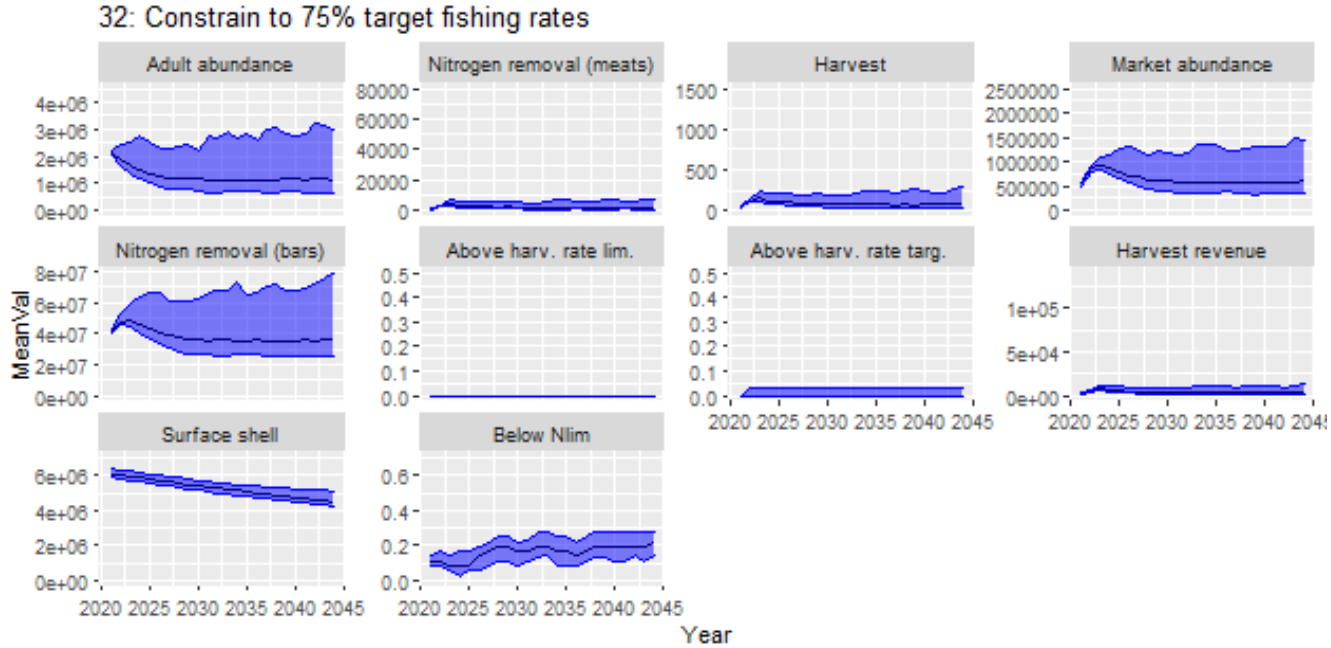 32: Constrain to 75% target fishing rates
Adult abundance
Nitrogen removal (meats)
Harvest
Market abundance
4e+06
3e+06
2e+06
1e+06
0e+00
80000
60000
40000
20000
0
1500
1000
500
0
2500000
2000000
1500000
1000000
500000
0
Nitrogen removal (bars)
Above harv. rate lim.
Above harv. rate targ.
Harvest revenue
8e+07
6e+07
4e+07
2e+07
0e+00
0.5
0.4
0.3
0.2
0.1
0.0
0.5
0.4
0.3
0.2
0.1
0.0
1e+05
5e+04
0e+00
2020 2025 2030 2035 2040 2045
2020 2025 2030 2035 2040 2045
Surface shell
Below Nlim
6e+06
4e+06
2e+06
0e+00
0.6
0.4
0.2
0.0
2020 2025 2030 2035 2040 2045
2020 2025 2030 2035 2040 2045
MeanVal
Year